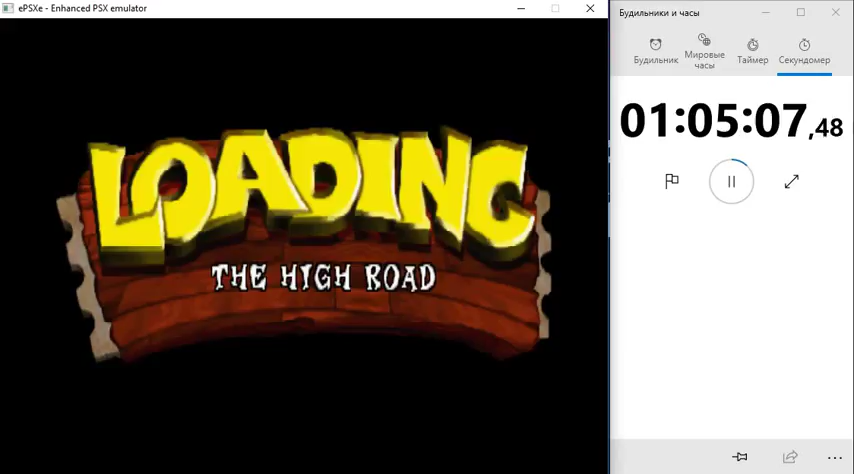 ePSXe - Enhanced PSX emulator
LOADING
THE HIGH ROAD
Будильники и часы
Будильник
Мировые
часы
Таймер
Секундомер
01:05:07,48